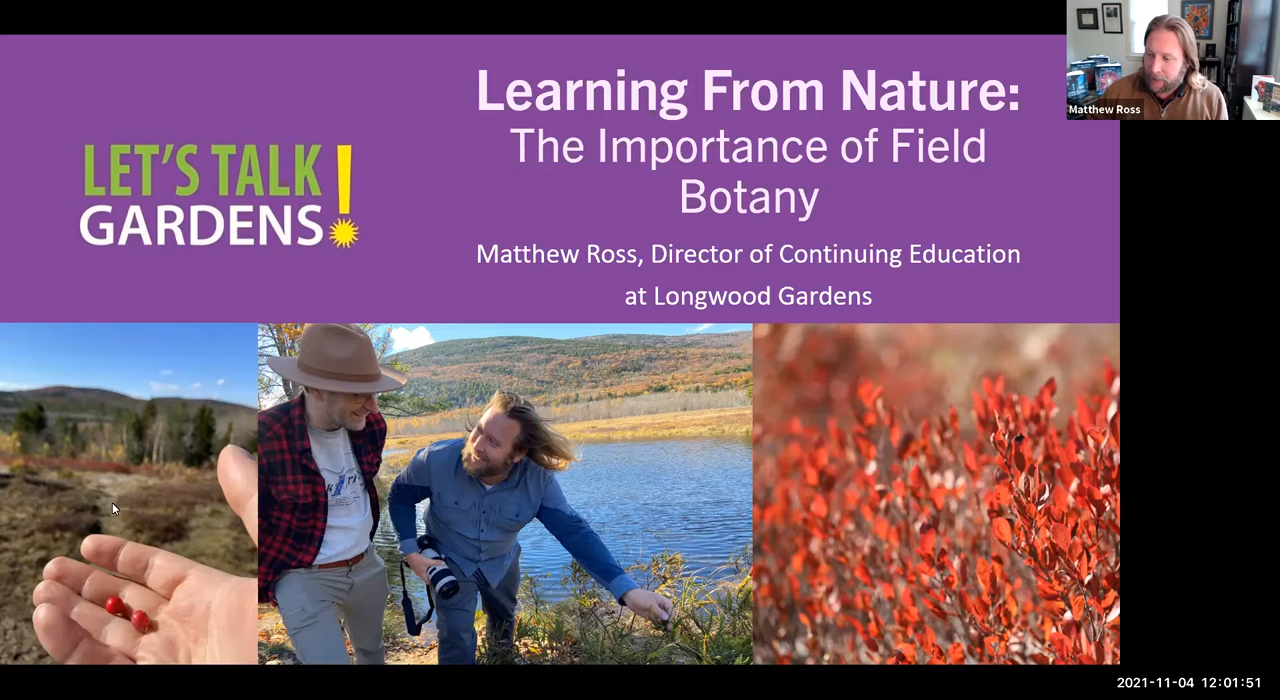 Learning From Nature:
The Importance of Field
Botany
LET'S TALK
GARDENS!
Matthew Ross, Director of Continuing Education
at Longwood Gardens
Matthew Ross
2021-11-04 12:01:51